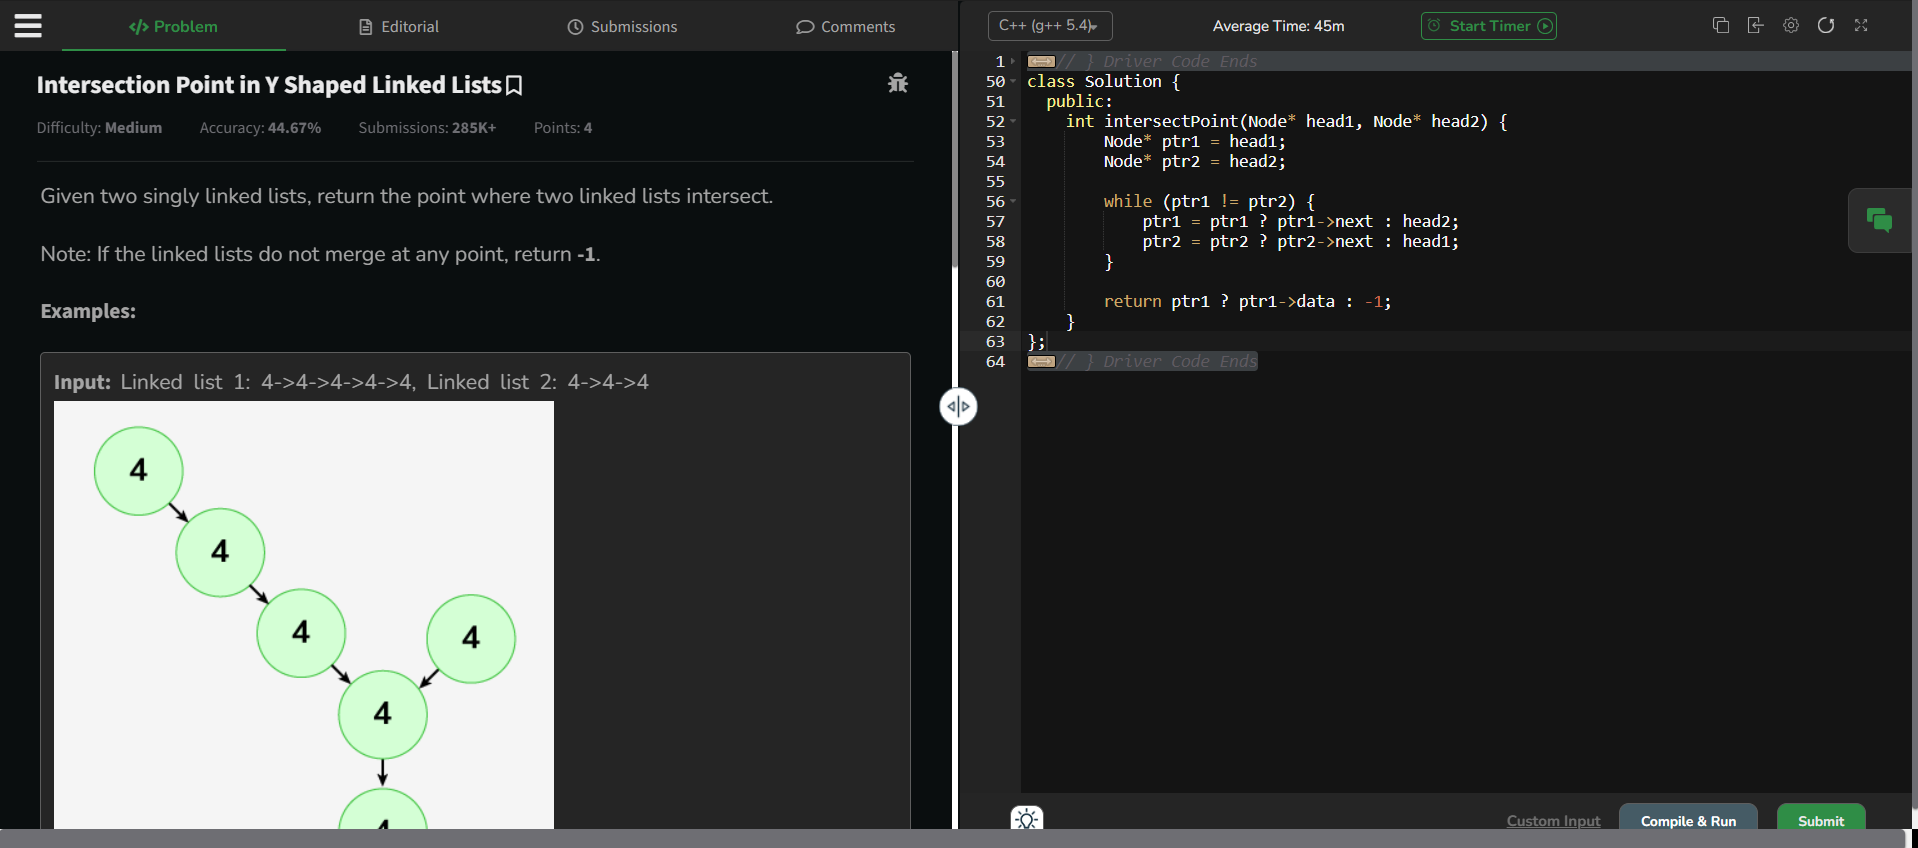 </> Problem
Editorial
Submissions
Comments
Intersection Point in Y Shaped Linked Lists
Difficulty: Medium Accuracy: 44.67% Submissions: 285K+ Points: 4
Given two singly linked lists, return the point where two linked lists intersect.
Note: If the linked lists do not merge at any point, return -1.
Examples:
Input: Linked list 1: 4->4->4->4->4, Linked list 2: 4->4->4
4
4
4
4
4
4
C++ (g++ 5.4)
Average Time: 45m
Start Timer
1 // } Driver Code Ends
50 class Solution {
51 public:
52 int intersectPoint(Node* head1, Node* head2) {
53 Node* ptr1 = head1;
54 Node* ptr2 = head2;
55
56 while (ptr1 != ptr2) {
57 ptr1 = ptr1 ? ptr1->next : head2;
58 ptr2 = ptr2 ? ptr2->next : head1;
59 }
60
61 return ptr1 ? ptr1->data : -1;
62 }
63 };
64 // } Driver Code Ends
Custom Input
Compile & Run
Submit